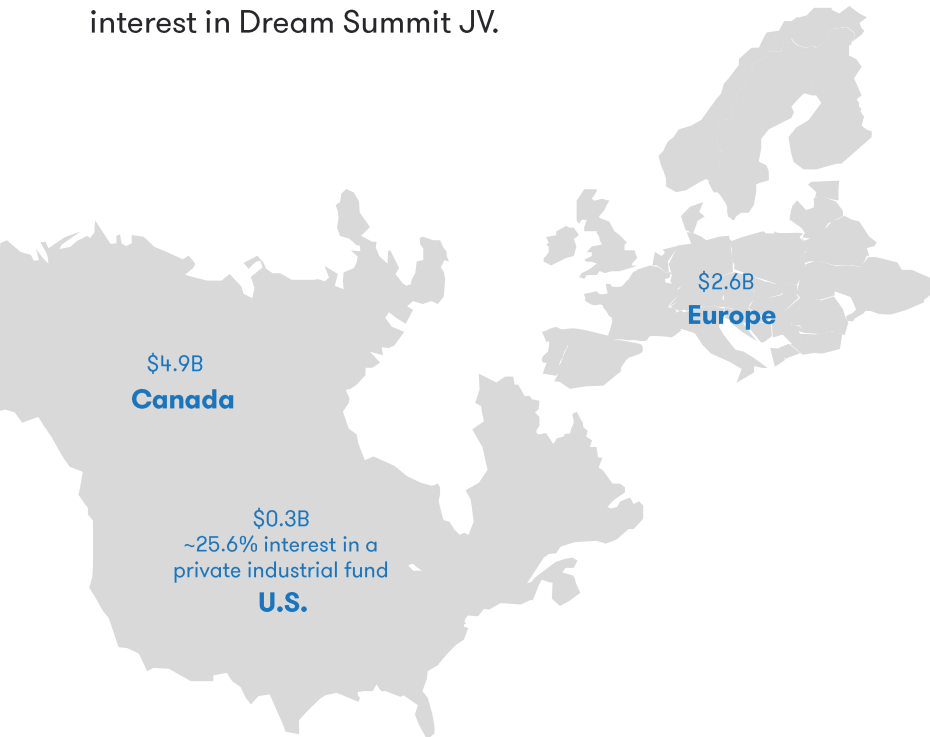 interest in Dream Summit JV.
$2.6B
Europe
$4.9B
Canada
$0.3B
~25.6% interest in a
private industrial fund
U.S.